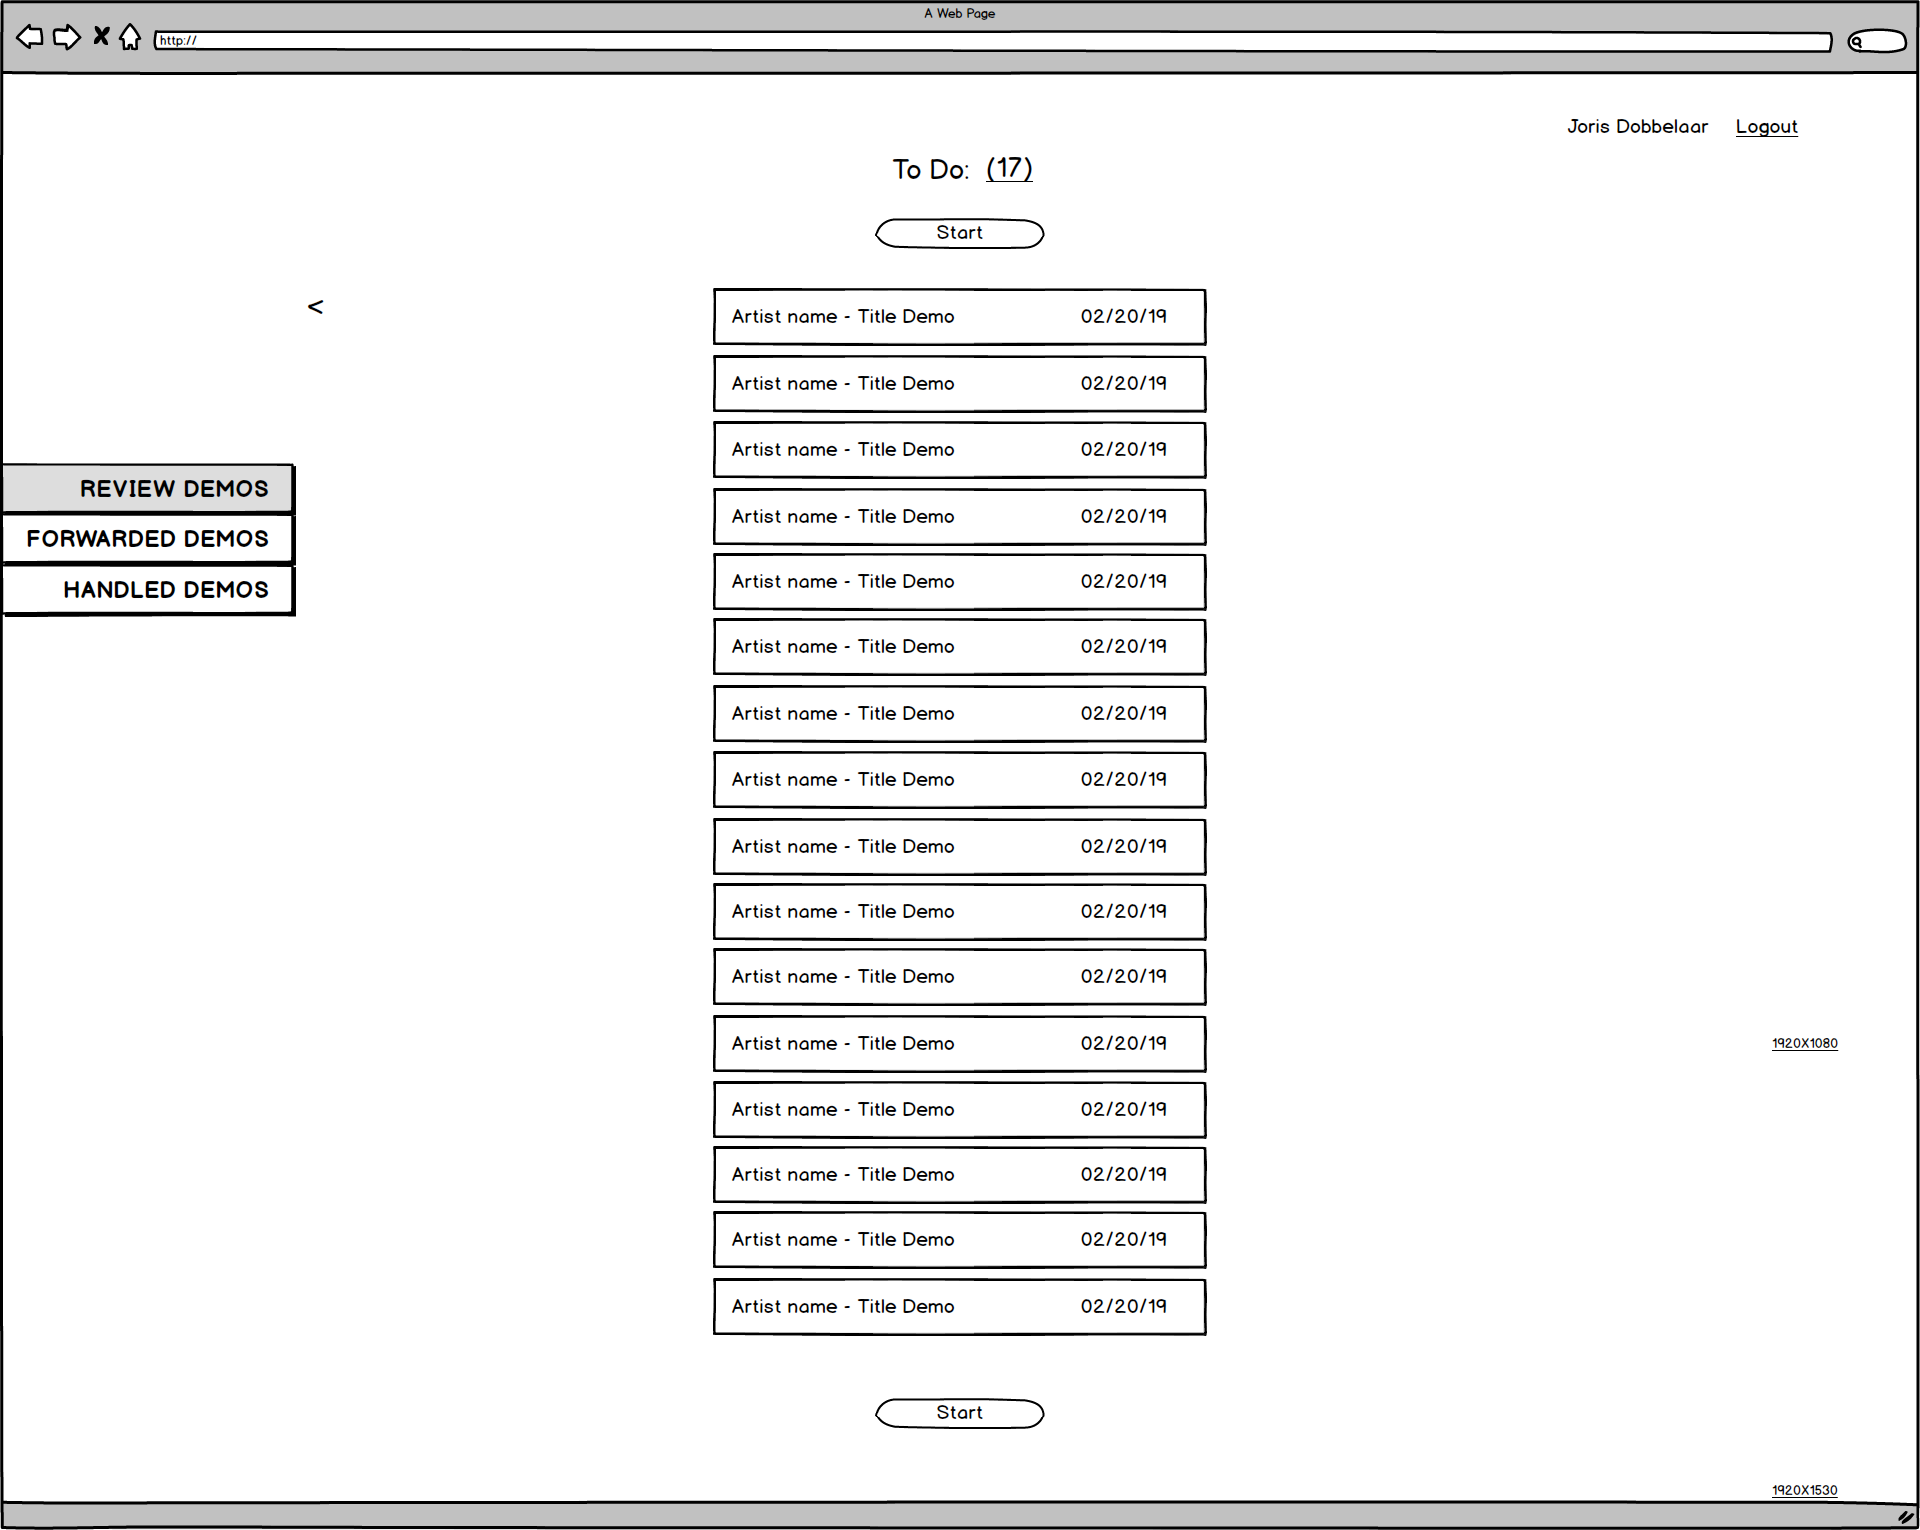 A Web Page
http://
Joris Dobbelaar Logout
To Do: (17)
Start
<
Artist name - Title Demo 02/20/19
Artist name - Title Demo 02/20/19
Artist name - Title Demo 02/20/19
REVIEW DEMOS
Artist name - Title Demo 02/20/19
FORWARDED DEMOS
Artist name - Title Demo 02/20/19
HANDLED DEMOS
Artist name - Title Demo 02/20/19
Artist name - Title Demo 02/20/19
Artist name - Title Demo 02/20/19
Artist name - Title Demo 02/20/19
Artist name - Title Demo 02/20/19
Artist name - Title Demo 02/20/19
Artist name - Title Demo 02/20/19
1920X1080
Artist name - Title Demo 02/20/19
Artist name - Title Demo 02/20/19
Artist name - Title Demo 02/20/19
Artist name - Title Demo 02/20/19
Start
1920X1530